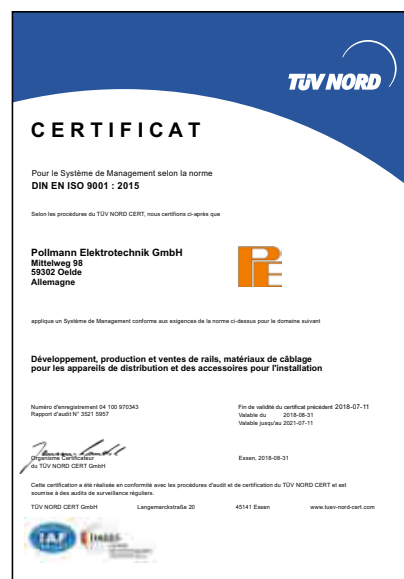 TÜV NORD
CERTIFICAT
Pour le Système de Management selon la norme
DIN EN ISO 9001 : 2015
Selon les procédures du TÜV NORD CERT, nous certifions ci-après que
Pollmann Elektrotechnik GmbH
Mittelweg 98
59302 Oelde
Allemagne
PE
applique un Système de Management conforme aux exigences de la norme ci-dessus pour le domaine suivant
Développement, production et ventes de rails, matériaux de câblage
pour les appareils de distribution et des accessoires pour l'installation
Numéro d'enregistrement 04 100 970343
Rapport d'audit N° 3521 5957
Fin de validité du certificat précédent 2018-07-11
Valable du 2018-08-31
Valable jusqu'au 2021-07-11
Organisme Certificateur
du TÜV NORD CERT GmbH
Essen, 2018-08-31
Cette certification a été réalisée en conformité avec les procédures d'audit et de certification du TÜV NORD CERT et est
soumise à des audits de surveillance réguliers.
TÜV NORD CERT GmbH Langemarckstraße 20 45141 Essen www.tuev-nord-cert.com
IAF
DAkkS